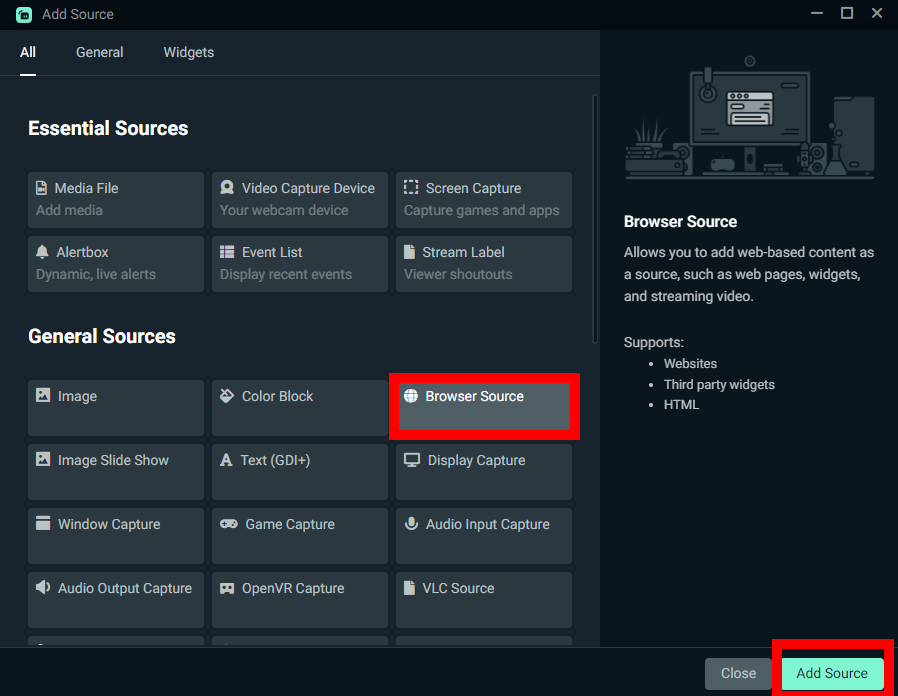 Add Source
All General Widgets
Essential Sources
Media File
Add media
Video Capture Device
Your webcam device
Screen Capture
Capture games and apps
Alertbox
Dynamic, live alerts
Event List
Display recent events
Stream Label
Viewer shoutouts
General Sources
Image
Color Block
Browser Source
Image Slide Show
Text (GDI+)
Display Capture
Window Capture
Game Capture
Audio Input Capture
Audio Output Capture
OpenVR Capture
VLC Source
Browser Source
Allows you to add web-based content as
a source, such as web pages, widgets,
and streaming video.
Supports:
• Websites
• Third party widgets
• HTML
Close
Add Source